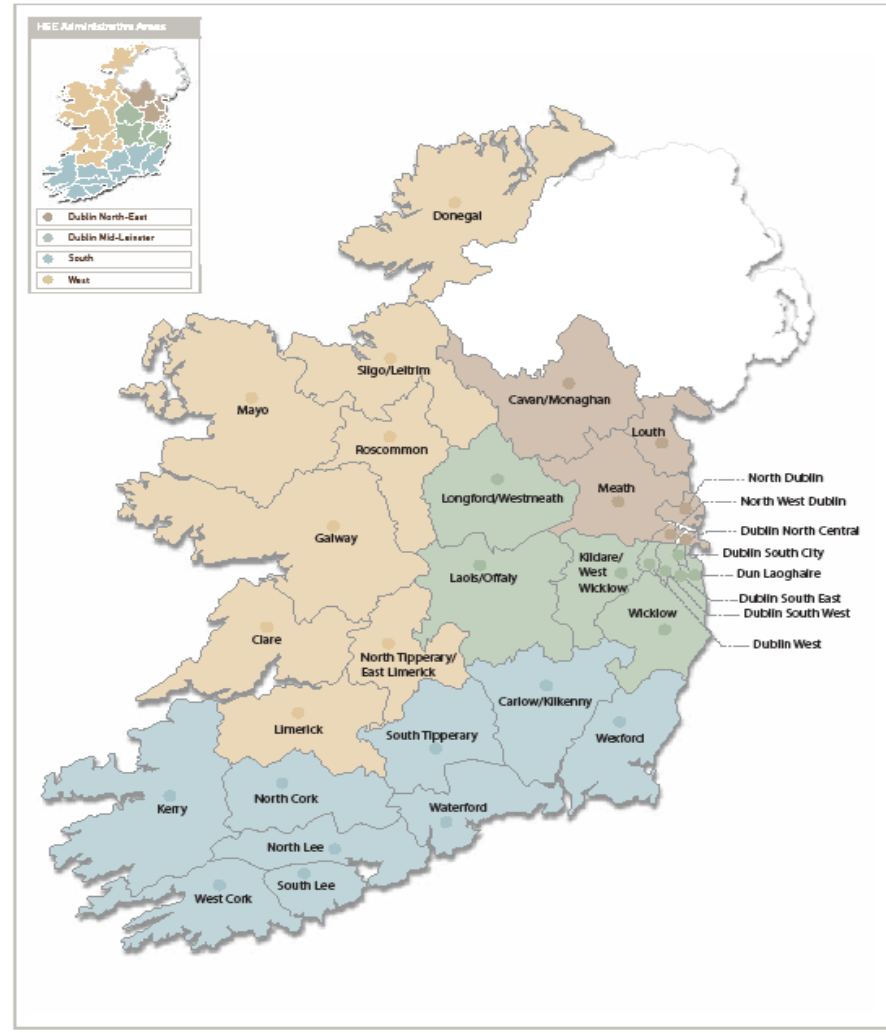 HSE Administrative Areas
Dublin North-East
Dublin Mid-Leinster
South
West
Donegal
Sligo/Leitrim
Cavan/Monaghan
Mayo
Louth
Roscommon
North Dublin
Meath
Longford/Westmeath
North West Dublin
Dublin North Central
Galway
Dublin South City
Kildare/
West
Wicklow
Laois/Offaly
Dun Laoghaire
Dublin South East
Wicklow
Dublin South West
Clare
Dublin West
North Tipperary/
East Limerick
Carlow/Kilkenny
Limerick
South Tipperary
Wexford
North Cork
Kerry
Waterford
North Lee
South Lee
West Cork